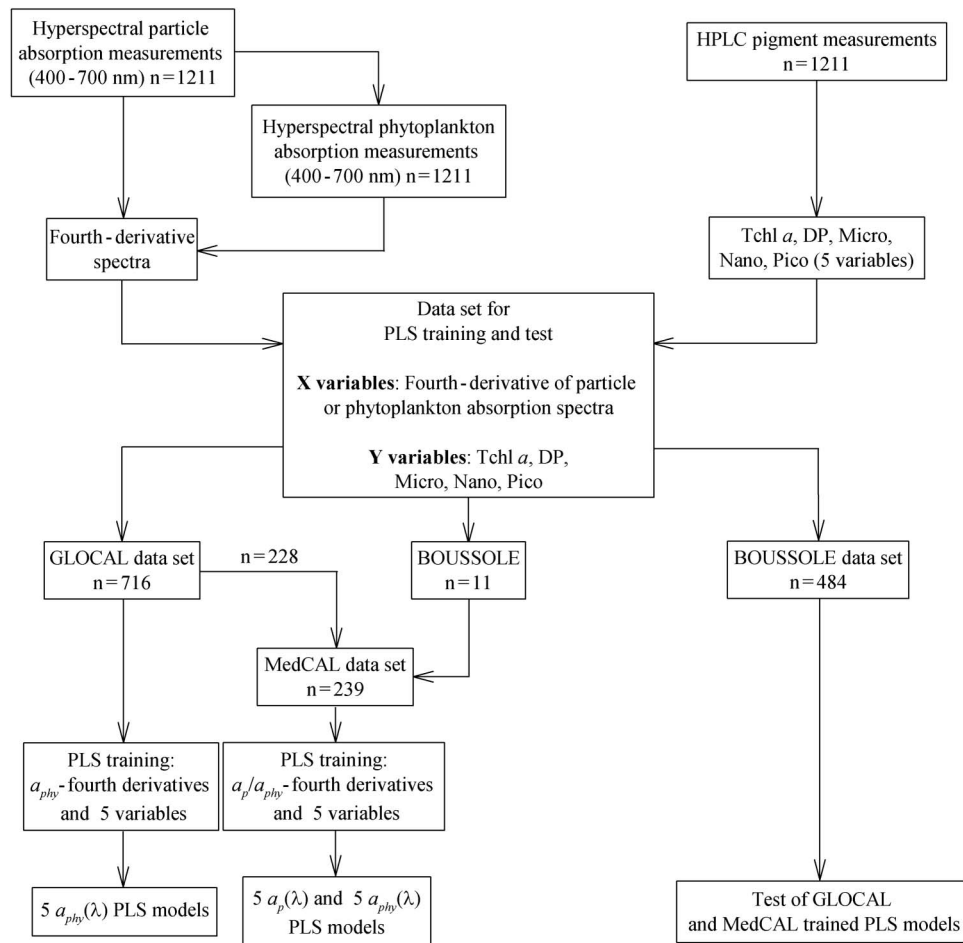 Hyperspectral particle
absorption measurements
(400-700 nm) n=1211
HPLC pigment measurements
n=1211
Hyperspectral phytoplankton
absorption measurements
(400-700 nm) n=1211
Fourth-derivative
spectra
Tchl a, DP, Micro,
Nano, Pico (5 variables)
Data set for
PLS training and test
X variables: Fourth-derivative of particle
or phytoplankton absorption spectra
Y variables: Tchl a, DP,
Micro, Nano, Pico
GLOCAL data set
n=716
n=228
BOUSSOLE
n=11
BOUSSOLE data set
n=484
MedCAL data set
n=239
PLS training:
aphy-fourth derivatives
and 5 variables
PLS training:
ap/aphy-fourth derivatives
and 5 variables
5 aphy(λ) PLS models
5 ap(λ) and 5 aphy(λ)
PLS models
Test of GLOCAL
and MedCAL trained PLS models